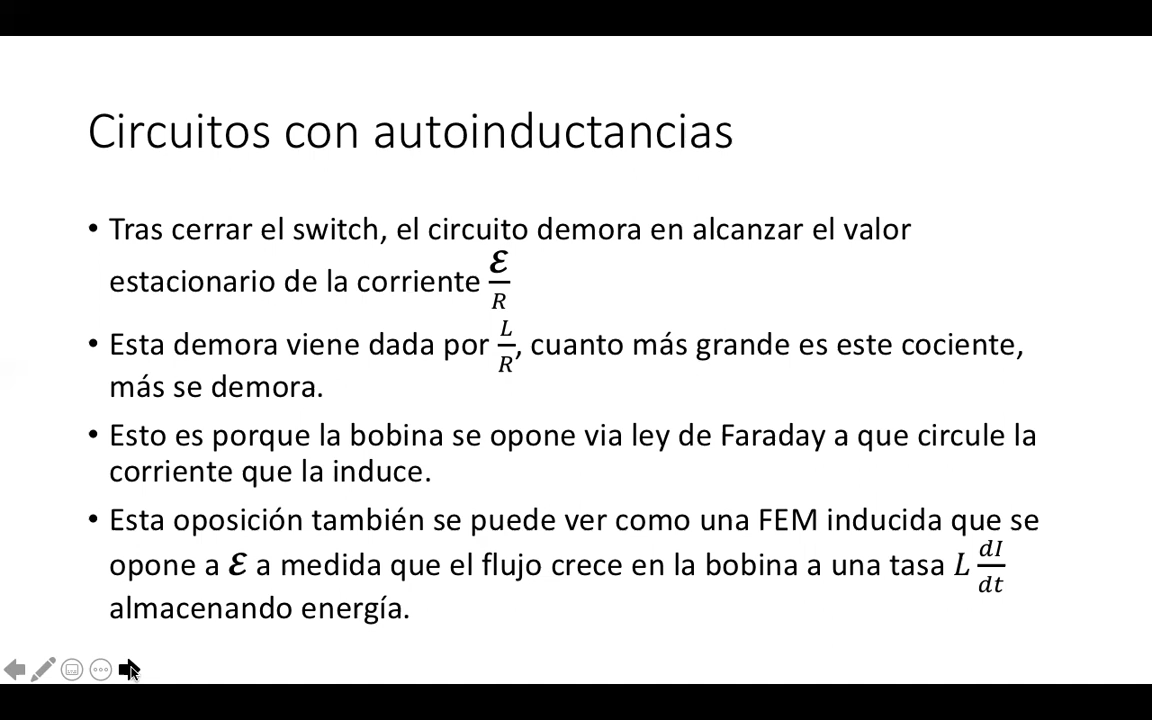 Circuitos con autoinductancias
• Tras cerrar el switch, el circuito demora en alcanzar el valor
estacionario de la corriente ℰ/R
• Esta demora viene dada por L/R, cuanto más grande es este cociente,
más se demora.
• Esto es porque la bobina se opone via ley de Faraday a que circule la
corriente que la induce.
• Esta oposición también se puede ver como una FEM inducida que se
opone a ℰ a medida que el flujo crece en la bobina a una tasa L dI/dt
almacenando energía.